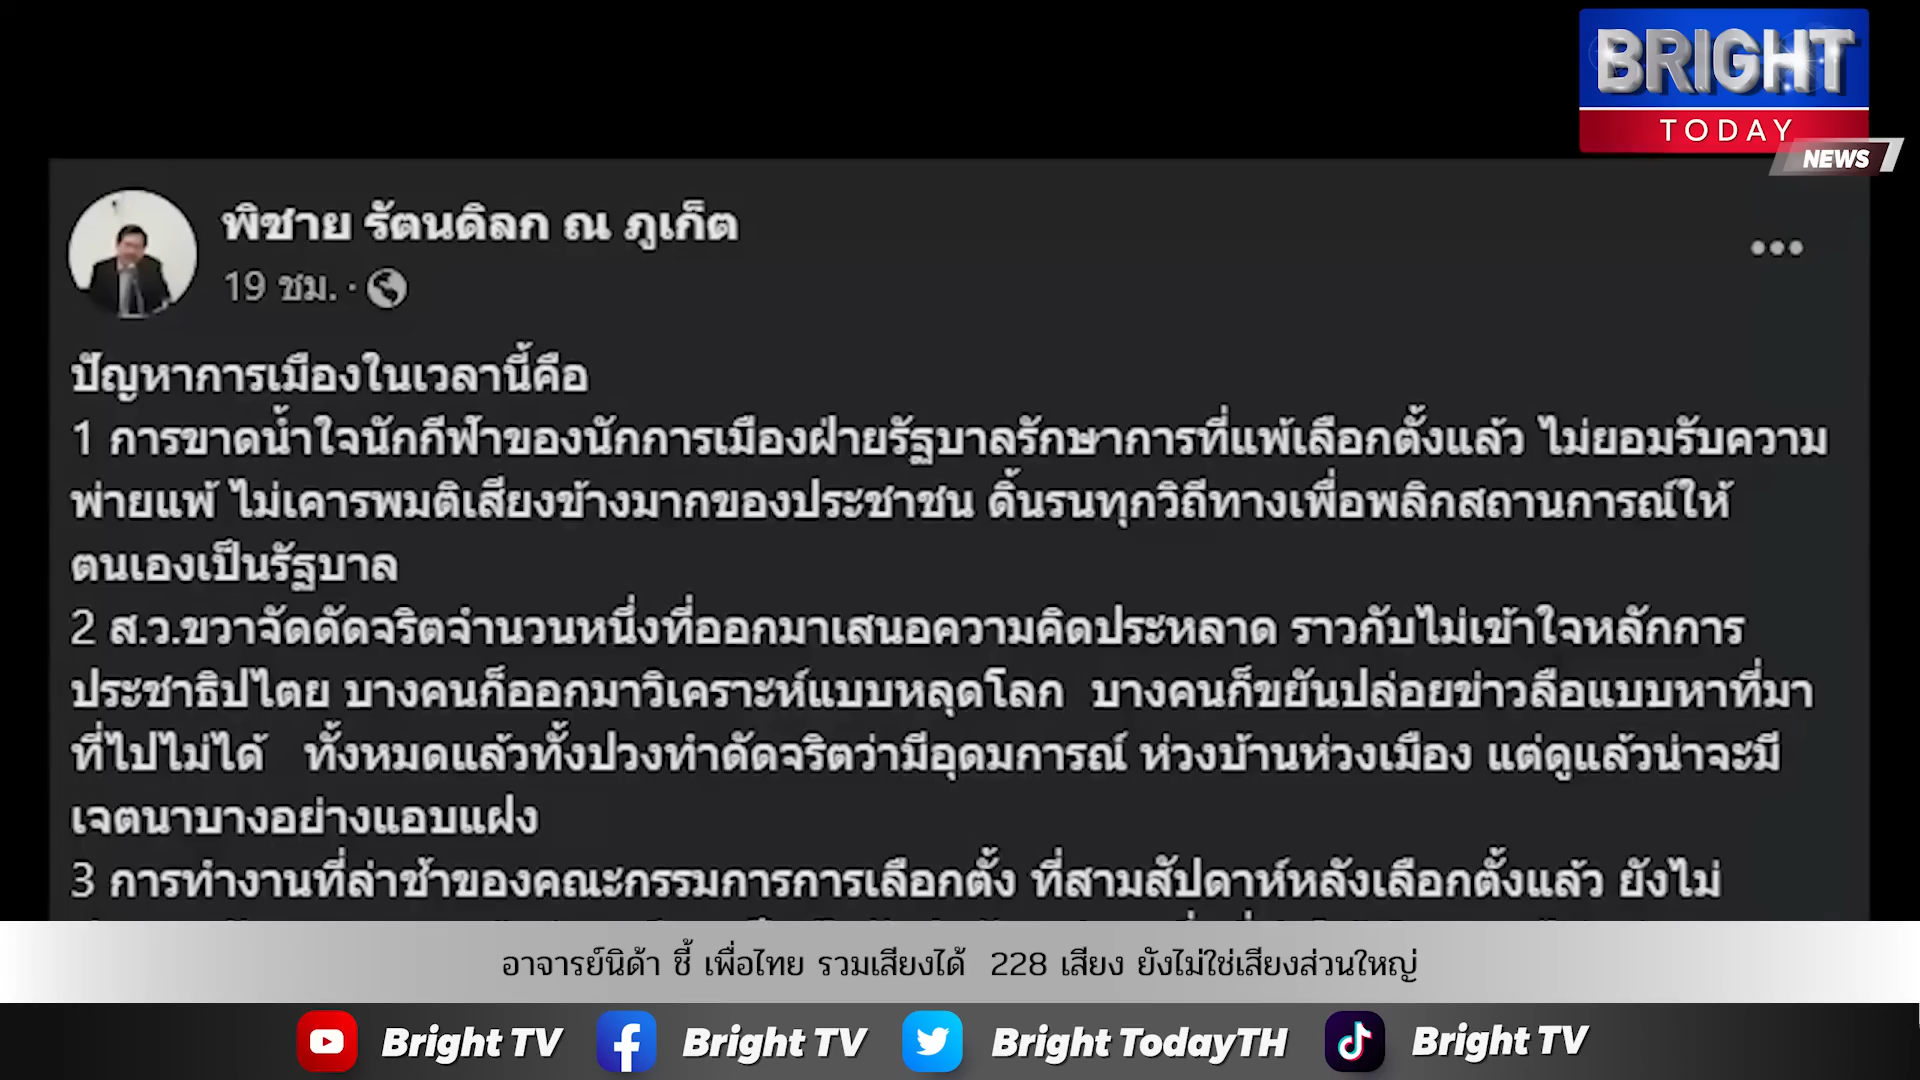 BRIGHT
TODAY
NEWS
พิชาย รัตนดิลก ณ ภูเก็ต
19 ชม. ·
ปัญหาการเมืองในเวลานี้คือ
1 การขาดน้ำใจนักกีฬาของนักการเมืองฝ่ายรัฐบาลรักษาการที่แพ้เลือกตั้งแล้ว ไม่ยอมรับความ
พ่ายแพ้ ไม่เคารพมติเสียงข้างมากของประชาชน ดิ้นรนทุกวิถีทางเพื่อพลิกสถานการณ์ให้
ตนเองเป็นรัฐบาล
2 ส.ว.ขวาจัดดัดจริตจำนวนหนึ่งที่ออกมาเสนอความคิดประหลาด ราวกับไม่เข้าใจหลักการ
ประชาธิปไตย บางคนก็ออกมาวิเคราะห์แบบหลุดโลก  บางคนก็ขยันปล่อยข่าวลือแบบหาที่มา
ที่ไปไม่ได้   ทั้งหมดแล้วทั้งปวงทำดัดจริตว่ามีอุดมการณ์ ห่วงบ้านห่วงเมือง แต่ดูแล้วน่าจะมี
เจตนาบางอย่างแอบแฝง
3 การทำงานที่ล่าช้าของคณะกรรมการการเลือกตั้ง ที่สามสัปดาห์หลังเลือกตั้งแล้ว ยังไม่
อาจารย์นิด้า ชี้ เพื่อไทย รวมเสียงได้  228 เสียง ยังไม่ใช่เสียงส่วนใหญ่
Bright TV Bright TV Bright TodayTH Bright TV